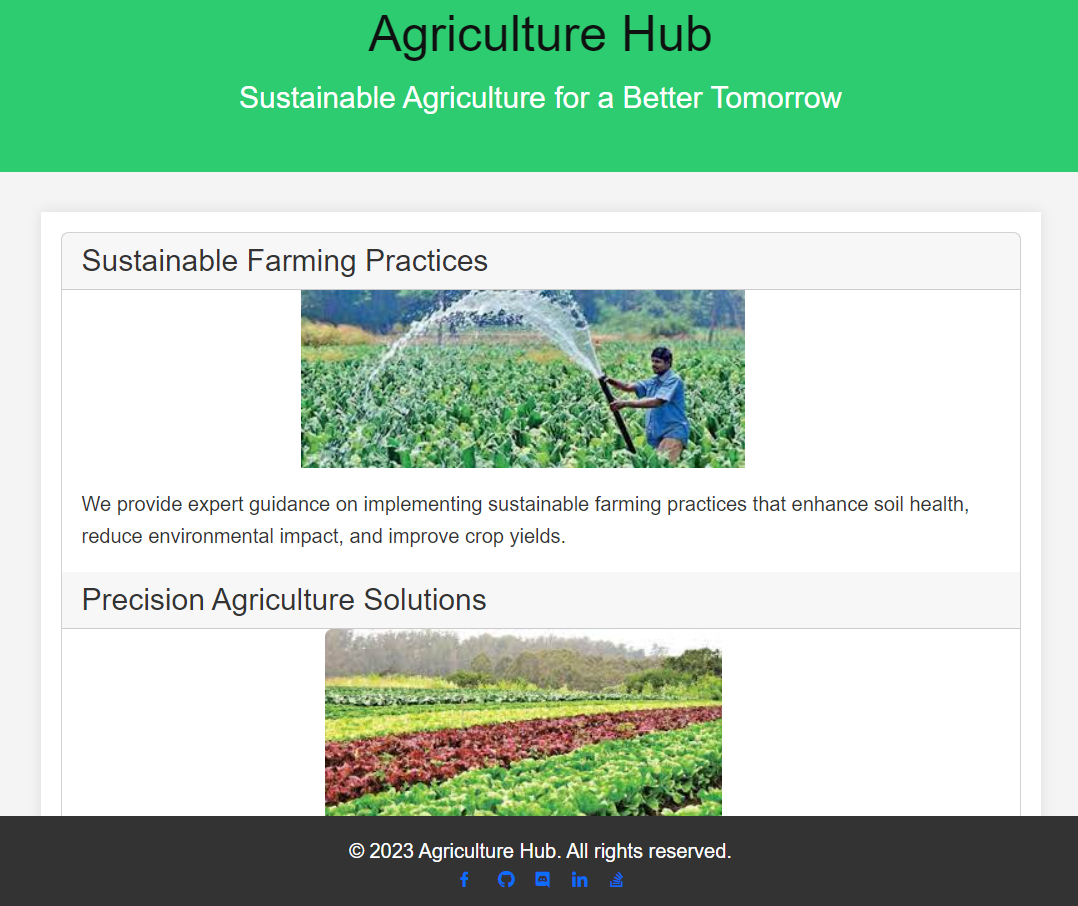 Agriculture Hub
Sustainable Agriculture for a Better Tomorrow
Sustainable Farming Practices
We provide expert guidance on implementing sustainable farming practices that enhance soil health,
reduce environmental impact, and improve crop yields.
Precision Agriculture Solutions
© 2023 Agriculture Hub. All rights reserved.